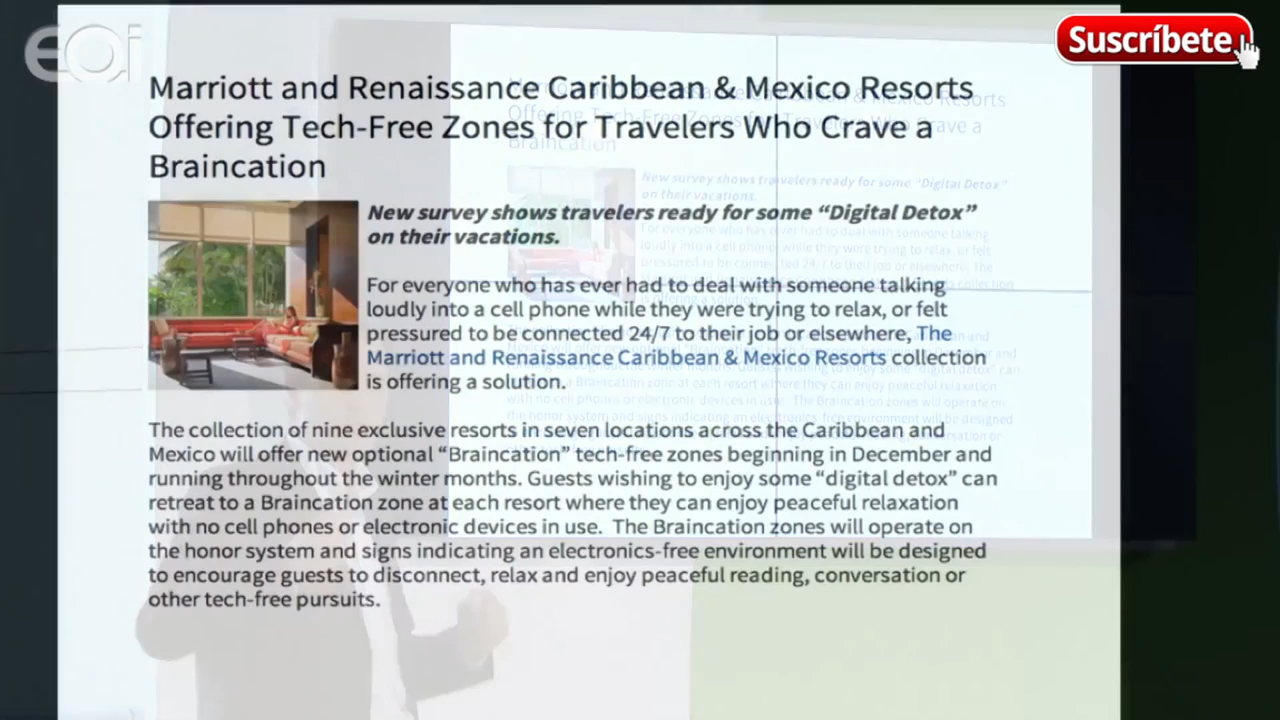 eoi
Suscríbete
Marriott and Renaissance Caribbean & Mexico Resorts
Offering Tech-Free Zones for Travelers Who Crave a
Braincation
New survey shows travelers ready for some “Digital Detox”
on their vacations.
For everyone who has ever had to deal with someone talking
loudly into a cell phone while they were trying to relax, or felt
pressured to be connected 24/7 to their job or elsewhere, The
Marriott and Renaissance Caribbean & Mexico Resorts collection
is offering a solution.
The collection of nine exclusive resorts in seven locations across the Caribbean and
Mexico will offer new optional “Braincation” tech-free zones beginning in December and
running throughout the winter months. Guests wishing to enjoy some “digital detox” can
retreat to a Braincation zone at each resort where they can enjoy peaceful relaxation
with no cell phones or electronic devices in use. The Braincation zones will operate on
the honor system and signs indicating an electronics-free environment will be designed
to encourage guests to disconnect, relax and enjoy peaceful reading, conversation or
other tech-free pursuits.